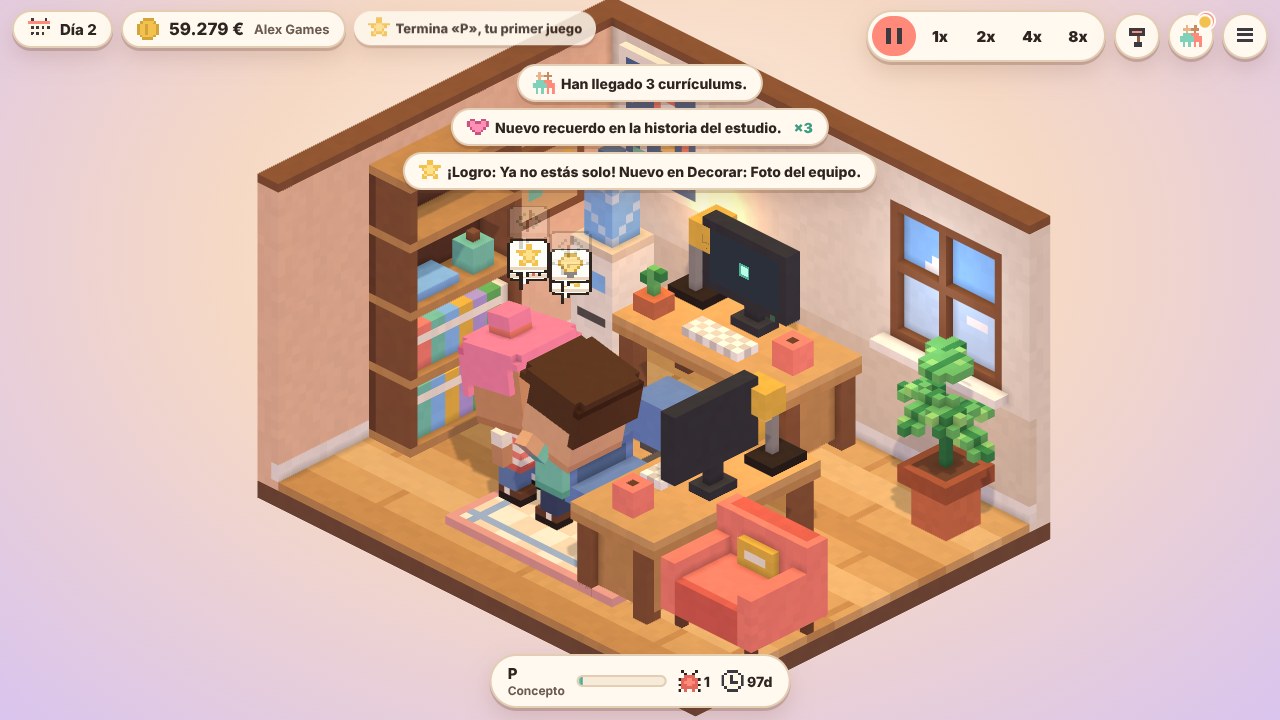 Día 2
59.279 € Alex Games
Termina «P», tu primer juego
1x 2x 4x 8x
Han llegado 3 currículums.
Nuevo recuerdo en la historia del estudio. ×3
¡Logro: Ya no estás solo! Nuevo en Decorar: Foto del equipo.
P
Concepto
1
97d